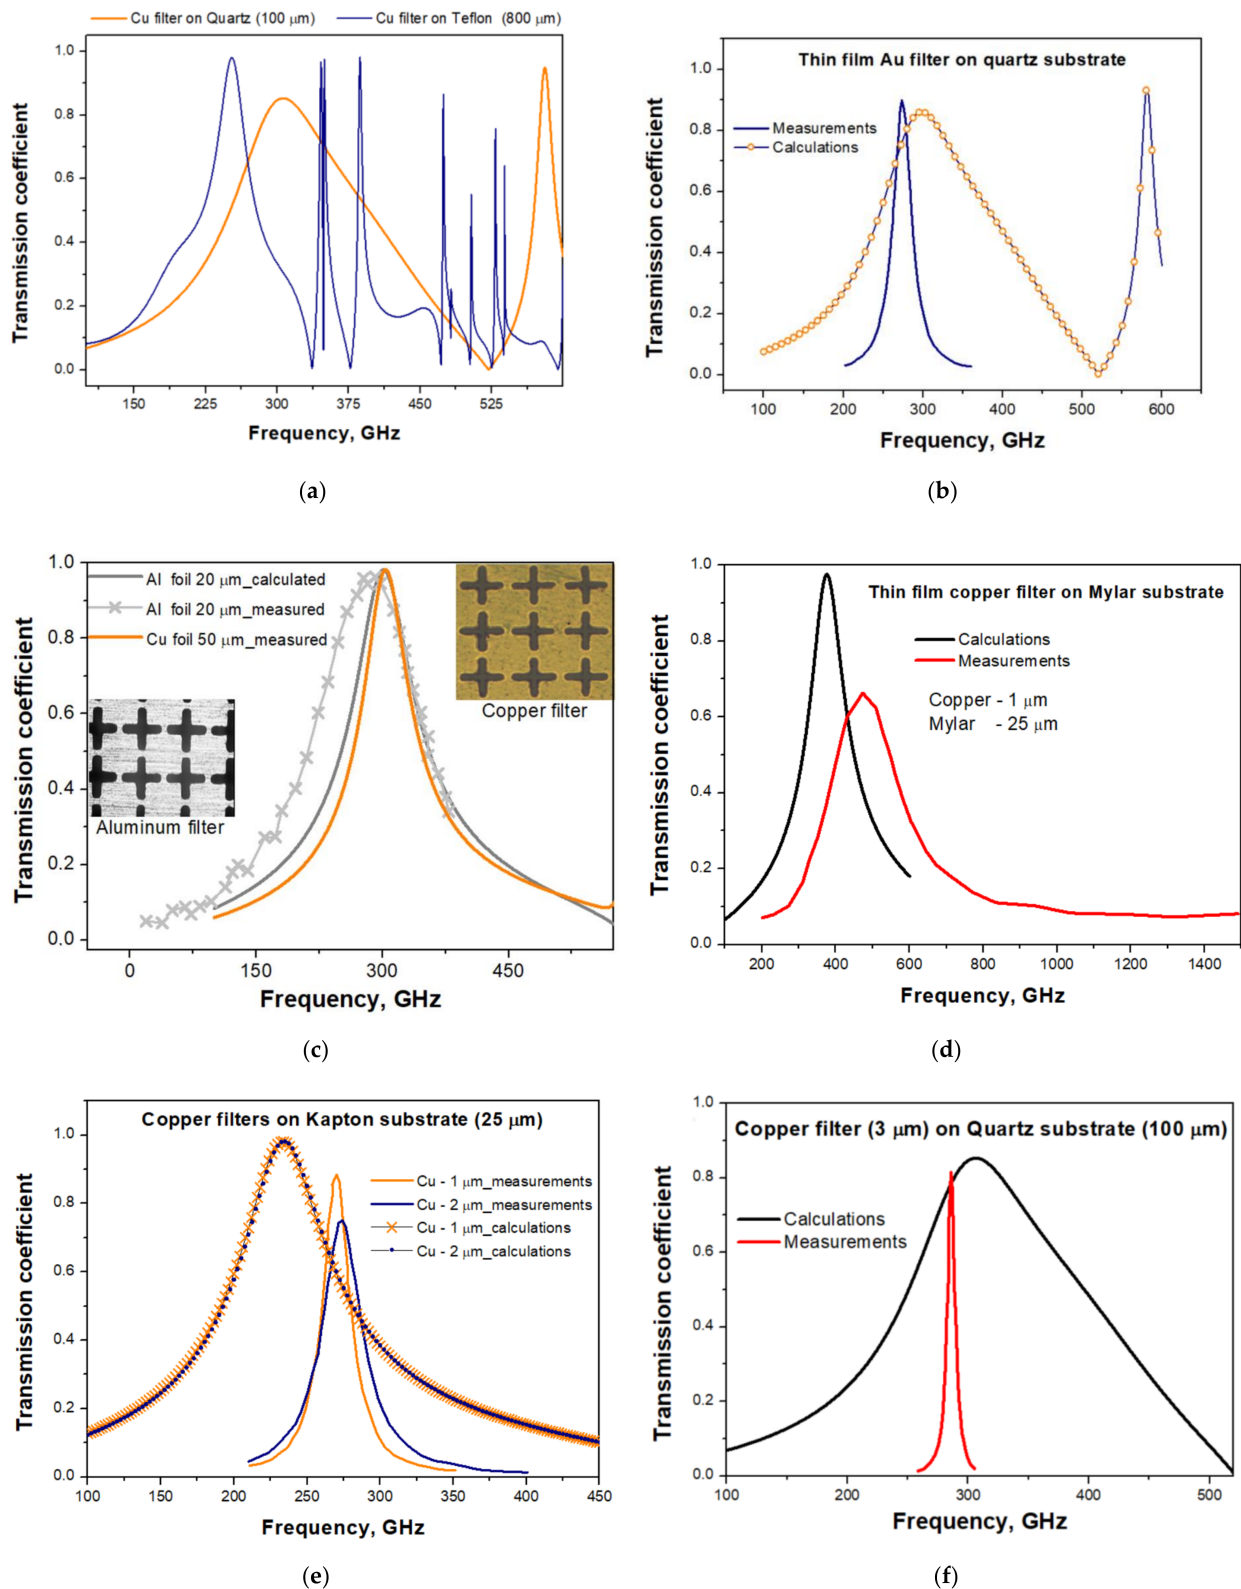 Cu filter on Quartz (100 μm) Cu filter on Teflon (800 μm)
1.0
0.8
0.6
0.4
0.2
0.0
Transmission coefficient
150 225 300 375 450 525
Frequency, GHz
(a)
Thin film Au filter on quartz substrate
Measurements
Calculations
1.0
0.8
0.6
0.4
0.2
0.0
Transmission coefficient
100 200 300 400 500 600
Frequency, GHz
(b)
Al foil 20 μm_calculated
Al foil 20 μm_measured
Cu foil 50 μm_measured
Copper filter
Aluminum filter
1.0
0.8
0.6
0.4
0.2
0.0
Transmission coefficient
0 150 300 450
Frequency, GHz
(c)
Thin film copper filter on Mylar substrate
Calculations
Measurements
Copper - 1 μm
Mylar - 25 μm
1.0
0.8
0.6
0.4
0.2
0.0
Transmission coefficient
200 400 600 800 1000 1200 1400
Frequency, GHz
(d)
Copper filters on Kapton substrate (25 μm)
Cu - 1 μm_measurements
Cu - 2 μm_measurements
Cu - 1 μm_calculations
Cu - 2 μm_calculations
1.0
0.8
0.6
0.4
0.2
0.0
Transmission coefficient
100 150 200 250 300 350 400 450
Frequency, GHz
(e)
Copper filter (3 μm) on Quartz substrate (100 μm)
Calculations
Measurements
1.0
0.8
0.6
0.4
0.2
0.0
Transmission coefficient
100 200 300 400 500
Frequency, GHz
(f)